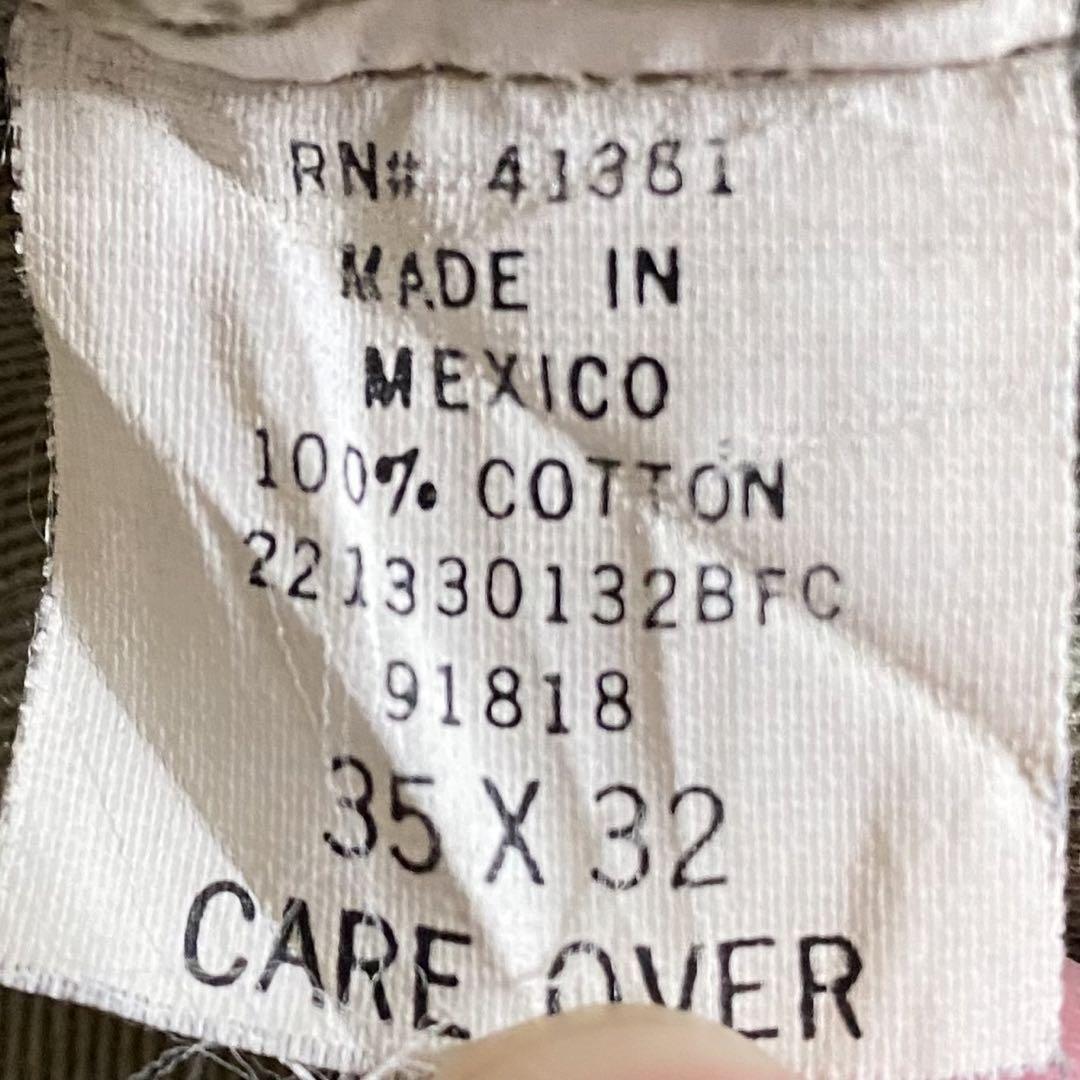 RN# 41381
MADE IN
MEXICO
100% COTTON
221330132BFC
91818
35 X 32
CARE OVER